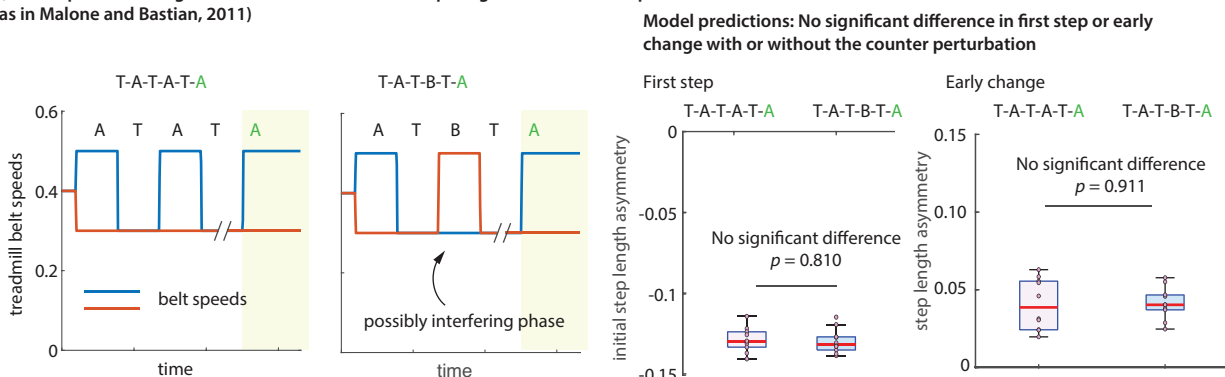 as in Malone and Bastian, 2011)
Model predictions: No significant difference in first step or early
change with or without the counter perturbation
T-A-T-A-T-A
T-A-T-B-T-A
First step
Early change
T-A-T-A-T-A
T-A-T-B-T-A
T-A-T-A-T-A
T-A-T-B-T-A
treadmill belt speeds
0.6
0.4
0.2
0
A T A T A
belt speeds
time
A T B T A
possibly interfering phase
time
initial step length asymmetry
0
-0.05
-0.1
-0.15
No significant difference
p = 0.810
step length asymmetry
0.15
0.10
0.05
0
No significant difference
p = 0.911